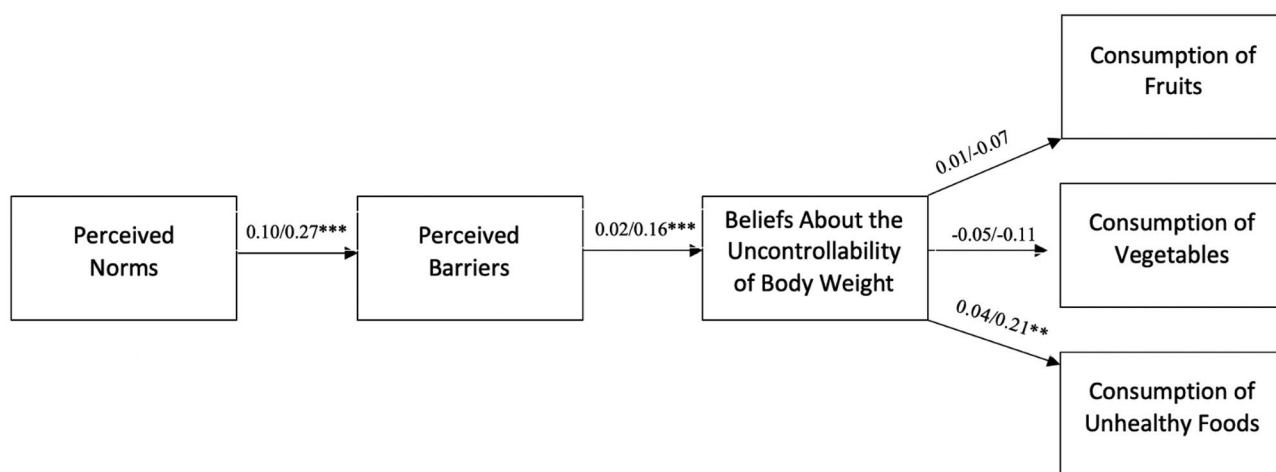 Perceived
Norms
0.10/0.27***
Perceived
Barriers
0.02/0.16***
Beliefs About the
Uncontrollability
of Body Weight
0.01/-0.07
-0.05/-0.11
0.04/0.21**
Consumption of
Fruits
Consumption of
Vegetables
Consumption of
Unhealthy Foods